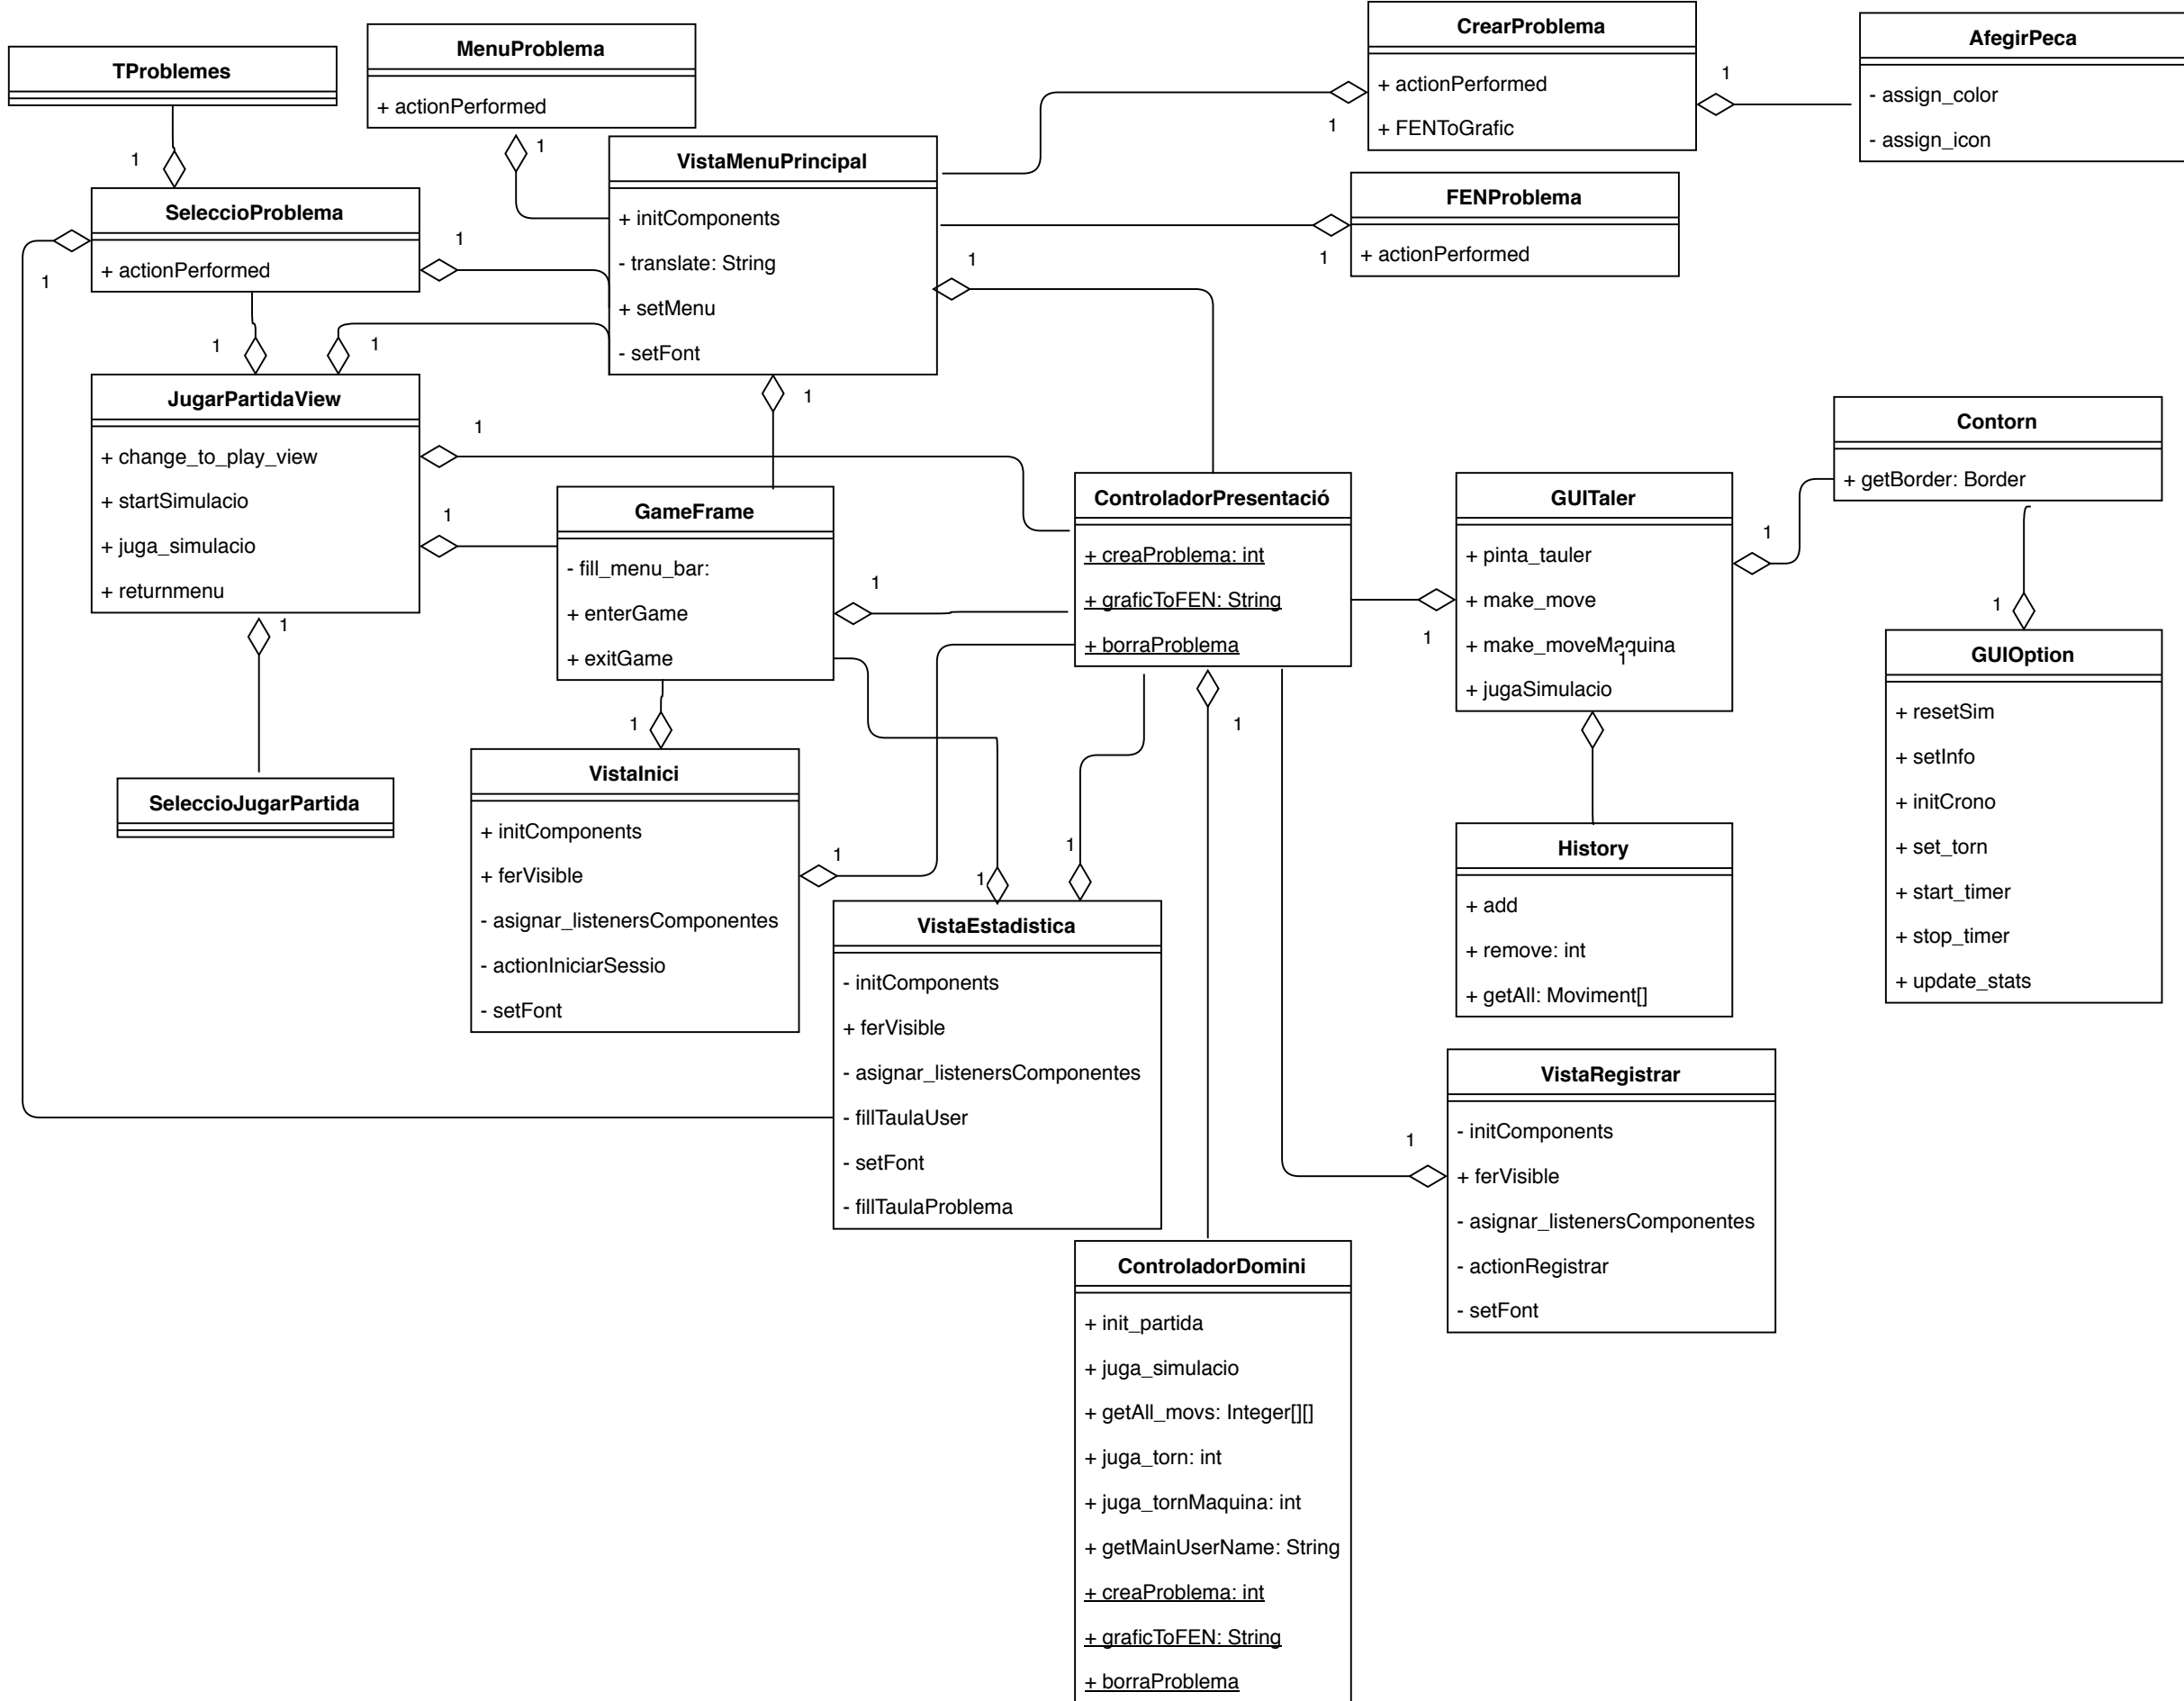 TProblemes
MenuProblema
+ actionPerformed
1
CrearProblema
+ actionPerformed
+ FENToGrafic
1
1
AfegirPeca
- assign_color
- assign_icon
1
SeleccioProblema
+ actionPerformed
1
1
VistaMenuPrincipal
+ initComponents
- translate: String
+ setMenu
- setFont
1
1
FENProblema
+ actionPerformed
1
1
1
JugarPartidaView
+ change_to_play_view
+ startSimulacio
+ juga_simulacio
+ returnmenu
1
1
1
GameFrame
- fill_menu_bar:
+ enterGame
+ exitGame
1
ControladorPresentació
+ creaProblema: int
+ graficToFEN: String
+ borraProblema
1
GUITaler
+ pinta_tauler
+ make_move
+ make_moveMaquina
+ jugaSimulacio
1
1
1
Contorn
+ getBorder: Border
1
GUIOption
+ resetSim
+ setInfo
+ initCrono
+ set_torn
+ start_timer
+ stop_timer
+ update_stats
SeleccioJugarPartida
1
VistaInici
+ initComponents
+ ferVisible
- asignar_listenersComponentes
- actionIniciarSessio
- setFont
1
1
1
VistaEstadistica
- initComponents
+ ferVisible
- asignar_listenersComponentes
- fillTaulaUser
- setFont
- fillTaulaProblema
History
+ add
+ remove: int
+ getAll: Moviment[]
1
VistaRegistrar
- initComponents
+ ferVisible
- asignar_listenersComponentes
- actionRegistrar
- setFont
ControladorDomini
+ init_partida
+ juga_simulacio
+ getAll_movs: Integer[][]
+ juga_torn: int
+ juga_tornMaquina: int
+ getMainUserName: String
+ creaProblema: int
+ graficToFEN: String
+ borraProblema